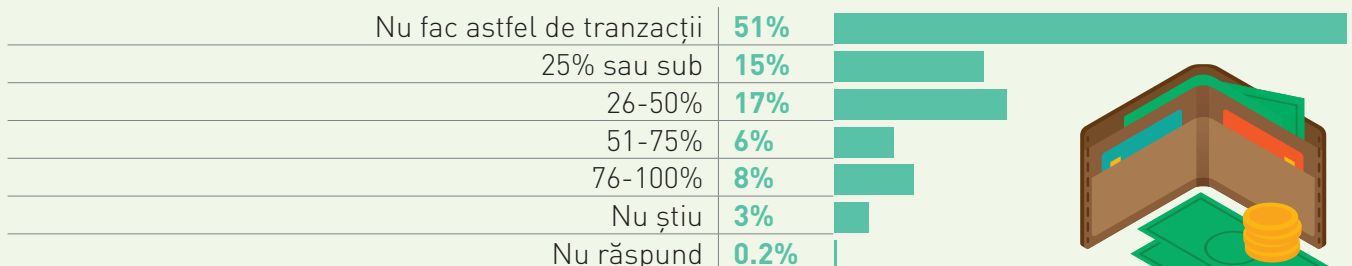 Nu fac astfel de tranzacții 51%
25% sau sub 15%
26-50% 17%
51-75% 6%
76-100% 8%
Nu știu 3%
Nu răspund 0.2%